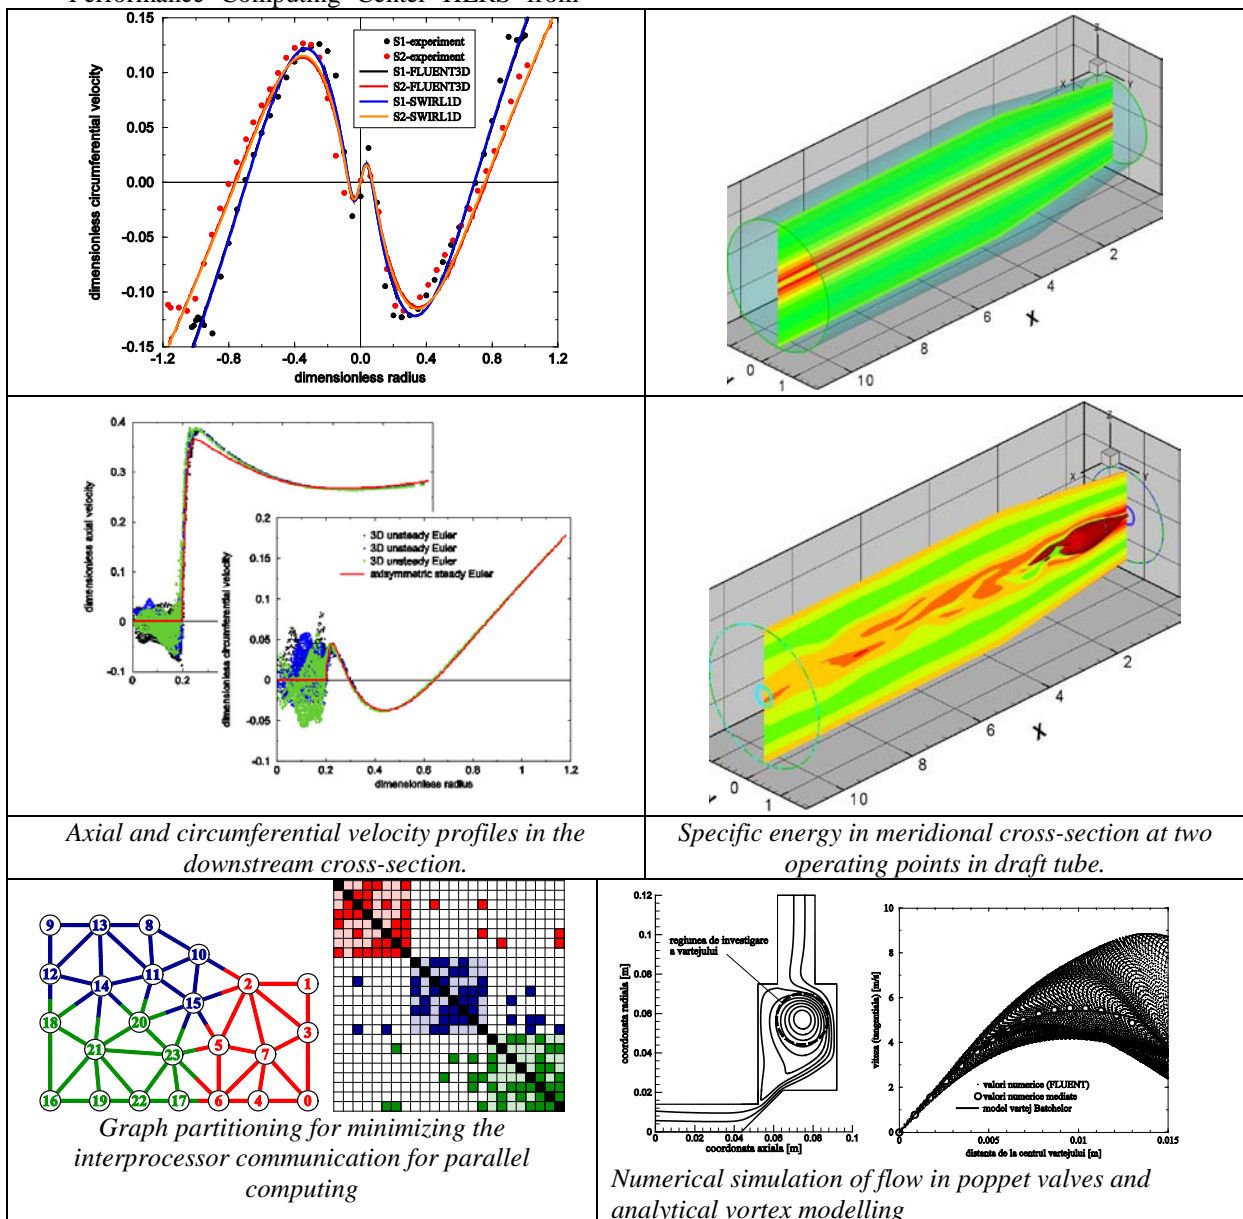 Performance Computing Center HLRS from
0.15
0.10
0.05
0.00
-0.05
-0.10
-0.15
dimensionless circumferential velocity
S1-experiment
S2-experiment
S1-FLUENT3D
S2-FLUENT3D
S1-SWIRL1D
S2-SWIRL1D
-1.2 -0.8 -0.4 0.0 0.4 0.8 1.2
dimensionless radius
Z
X Y
2
4
6
X
8
10
0
1
0.4
0.3
0.2
0.1
0
-0.1
dimensionless axial velocity
0 0.2
0.2
0.15
0.1
0.05
0
-0.05
-0.1
dimensionless circumferential velocity
3D unsteady Euler
3D unsteady Euler
3D unsteady Euler
axisymmetric steady Euler
0 0.2 0.4 0.6 0.8 1 1.2
dimensionless radius
Z
X Y
2
4
6
X
8
10
0
1
Axial and circumferential velocity profiles in the
downstream cross-section.
Specific energy in meridional cross-section at two
operating points in draft tube.
9 13 8
10
12 11 2 1
14
15
18 20 3
21 23 5 7
16 19 22 17 6 4 0
Graph partitioning for minimizing the
interprocessor communication for parallel
computing
0.12
0.1
0.08
0.06
0.04
0.02
0
coordonata radiala [m]
regiunea de investigare
a vartejului
0 0.02 0.04 0.06 0.08 0.1
coordonata axiala [m]
10
8
6
4
2
0
viteza (tangentiala) [m/s]
valori numerice (FLUENT)
valori numerice mediate
model vartej Batchelor
0 0.005 0.01 0.015
distanta de la centrul vartejului [m]
Numerical simulation of flow in poppet valves and
analytical vortex modelling